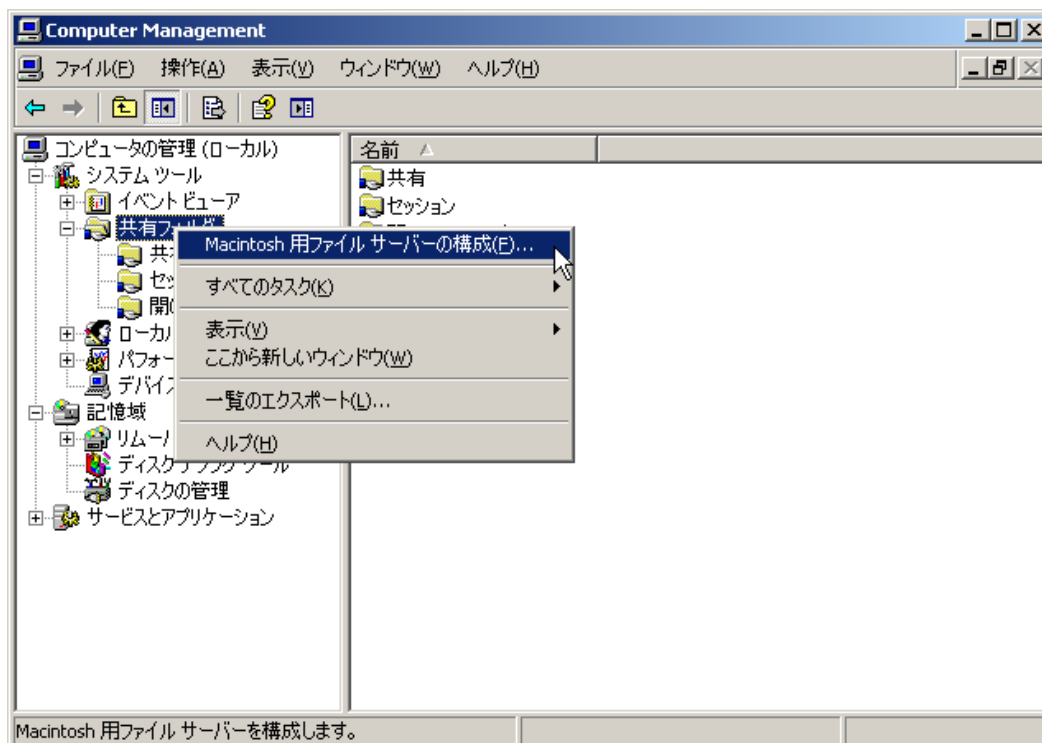 Computer Management
ファイル(F) 操作(A) 表示(V) ウィンドウ(W) ヘルプ(H)
コンピュータの管理 (ローカル)
システム ツール
イベント ビューア
共有フォルダ
セッ
ローカ
パフォー
デバイス
記憶域
リムー
ディスク デフラグ ツール
ディスクの管理
サービスとアプリケーション
名前
共有
セッション
Macintosh 用ファイル サーバーの構成(F)...
すべてのタスク(K)
表示(V)
ここから新しいウィンドウ(W)
一覧のエクスポート(L)...
ヘルプ(H)
Macintosh 用ファイル サーバーを構成します。